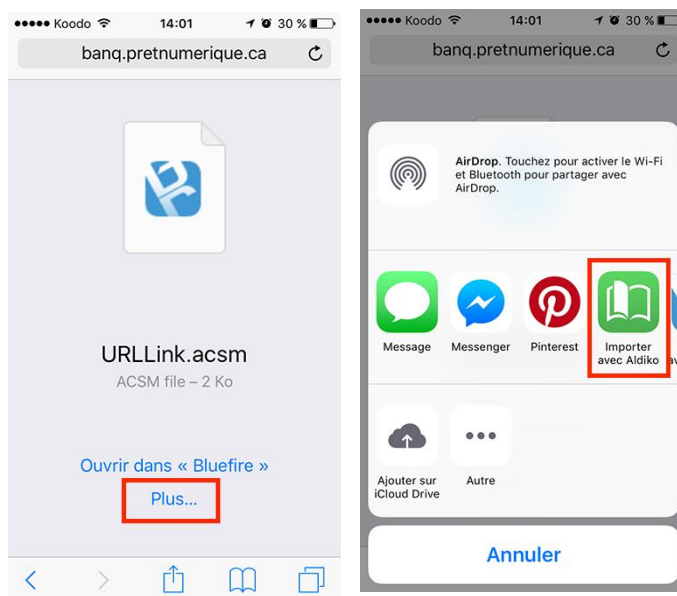 Koodo 14:01 30 %
banq.pretnumerique.ca
URLLink.acsm
ACSM file – 2 Ko
Ouvrir dans « Bluefire »
Plus...
Koodo 14:01 30 %
banq.pretnumerique.ca
AirDrop. Touchez pour activer le Wi-Fi
et Bluetooth pour partager avec
AirDrop.
Message Messenger Pinterest Importer
avec Aldiko
Ajouter sur Autre
iCloud Drive
Annuler